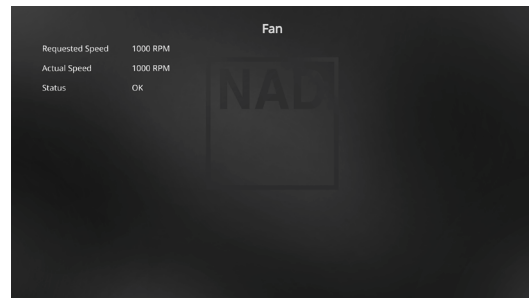 Fan
Requested Speed 1000 RPM
Actual Speed 1000 RPM
Status OK
NAD